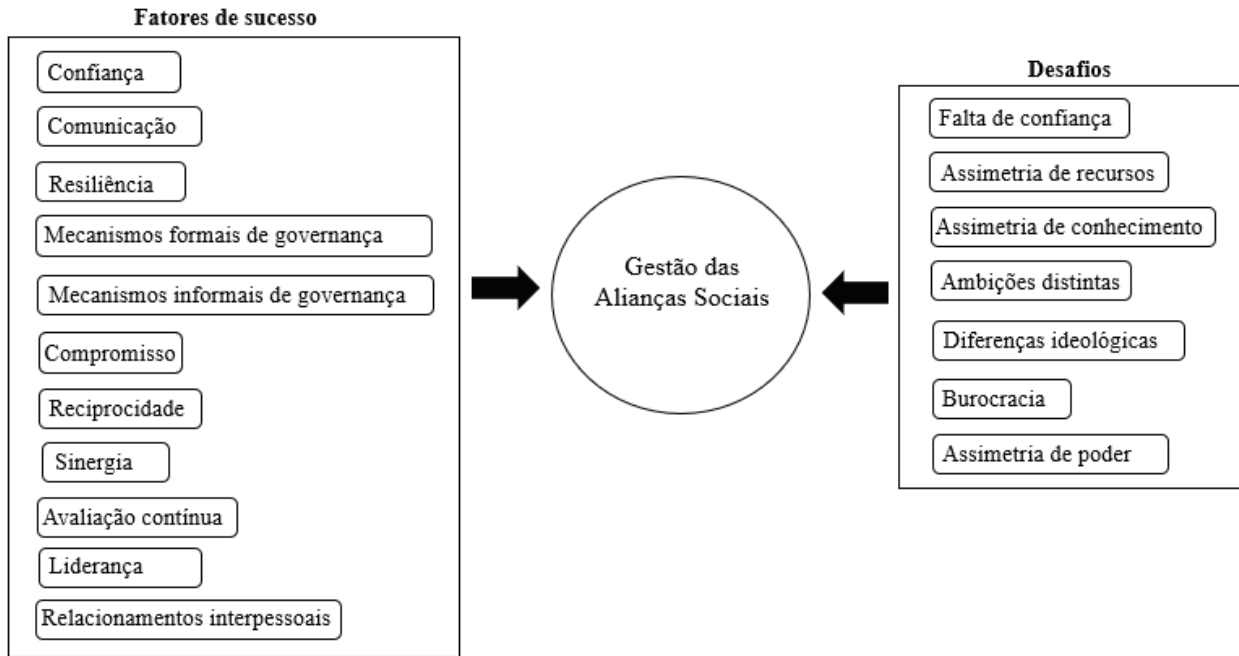 Fatores de sucesso
Confiança
Comunicação
Resiliência
Mecanismos formais de governança
Mecanismos informais de governança
Compromisso
Reciprocidade
Sinergia
Avaliação contínua
Liderança
Relacionamentos interpessoais
Gestão das
Alianças Sociais
Desafios
Falta de confiança
Assimetria de recursos
Assimetria de conhecimento
Ambições distintas
Diferenças ideológicas
Burocracia
Assimetria de poder